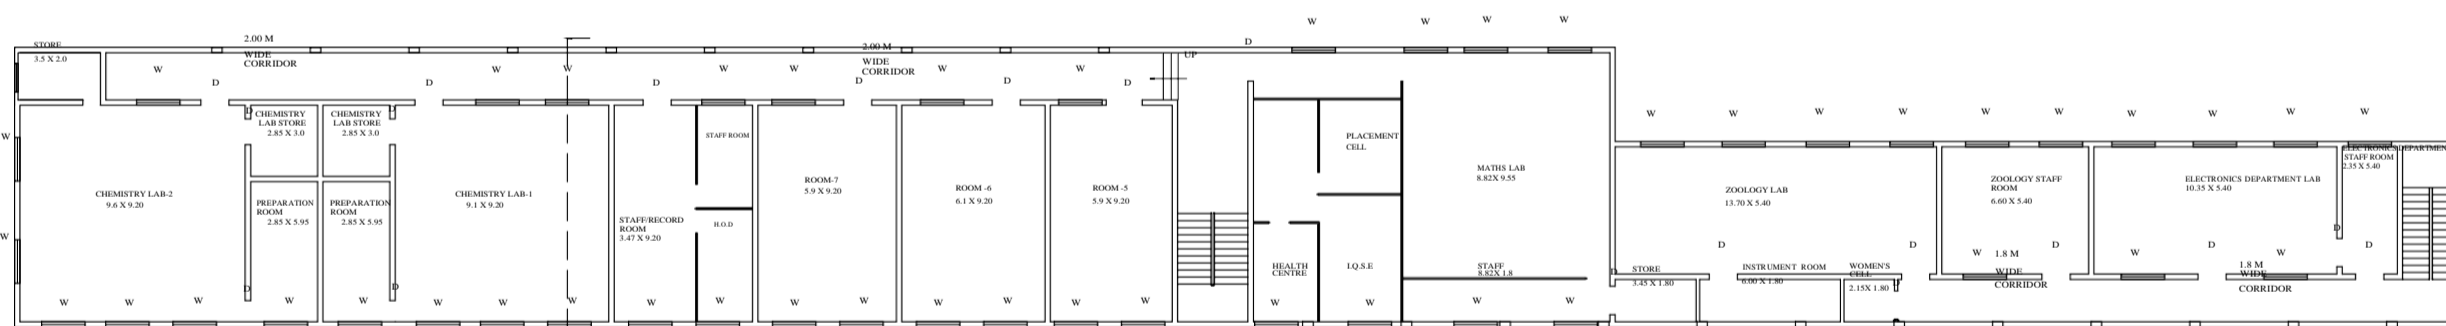 W W W W
2.00 M
WIDE
CORRIDOR
2.00 M
WIDE
CORRIDOR
D
UP
STORE
3.5 X 2.0
W D D W W D W W D W D W D
W W W W W W W W W
D CHEMISTRY
LAB STORE
2.85 X 3.0
CHEMISTRY D
LAB STORE
2.85 X 3.0
STAFF ROOM
PLACEMENT
CELL
W
ELECTRONICS DEPARTMEN
STAFF ROOM
2.35 X 5.40
CHEMISTRY LAB-2
9.6 X 9.20
PREPARATION
ROOM
2.85 X 5.95
PREPARATION
ROOM
2.85 X 5.95
CHEMISTRY LAB-1
9.1 X 9.20
STAFF/RECORD
ROOM
3.47 X 9.20
H.O.D
ROOM-7
5.9 X 9.20
ROOM -6
6.1 X 9.20
ROOM -5
5.9 X 9.20
MATHS LAB
8.82X 9.55
ZOOLOGY LAB
13.70 X 5.40
ZOOLOGY STAFF
ROOM
6.60 X 5.40
ELECTRONICS DEPARTMENT LAB
10.35 X 5.40
W
D D W D W D W D D
HEALTH
CENTRE
I.Q.S.E
STAFF
8.82X 1.8
D
STORE
3.45 X 1.80
INSTRUMENT ROOM
6.00 X 1.80
WOMEN'S
CELL
2.15X 1.80
D
1.8 M
WIDE
CORRIDOR
1.8 M
WIDE
CORRIDOR
D D
W W W W W W W W W W W W W W W W W W W W